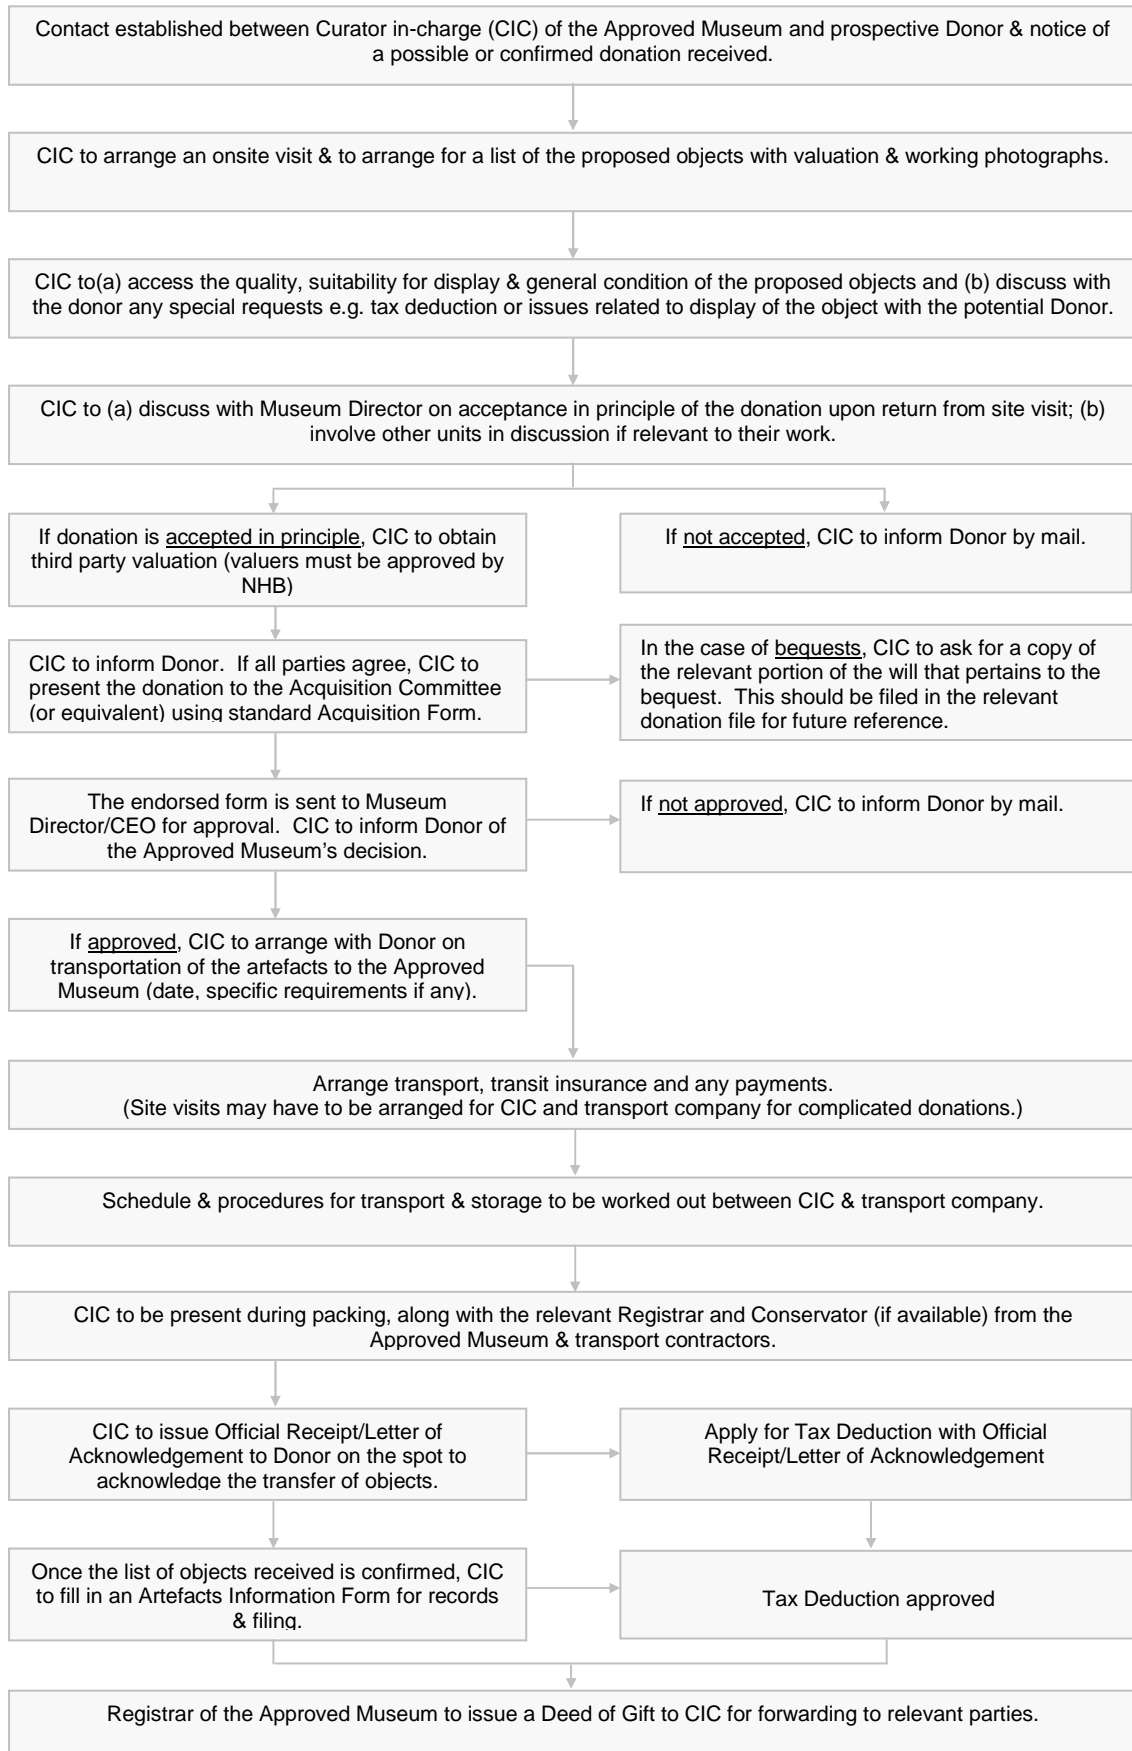 Contact established between Curator in-charge (CIC) of the Approved Museum and prospective Donor & notice of
a possible or confirmed donation received.
CIC to arrange an onsite visit & to arrange for a list of the proposed objects with valuation & working photographs.
CIC to(a) access the quality, suitability for display & general condition of the proposed objects and (b) discuss with
the donor any special requests e.g. tax deduction or issues related to display of the object with the potential Donor.
CIC to (a) discuss with Museum Director on acceptance in principle of the donation upon return from site visit; (b)
involve other units in discussion if relevant to their work.
If donation is accepted in principle, CIC to obtain
third party valuation (valuers must be approved by
NHB)
If not accepted, CIC to inform Donor by mail.
CIC to inform Donor.  If all parties agree, CIC to
present the donation to the Acquisition Committee
(or equivalent) using standard Acquisition Form.
In the case of bequests, CIC to ask for a copy of
the relevant portion of the will that pertains to the
bequest.  This should be filed in the relevant
donation file for future reference.
The endorsed form is sent to Museum
Director/CEO for approval.  CIC to inform Donor of
the Approved Museum's decision.
If not approved, CIC to inform Donor by mail.
If approved, CIC to arrange with Donor on
transportation of the artefacts to the Approved
Museum (date, specific requirements if any).
Arrange transport, transit insurance and any payments.
(Site visits may have to be arranged for CIC and transport company for complicated donations.)
Schedule & procedures for transport & storage to be worked out between CIC & transport company.
CIC to be present during packing, along with the relevant Registrar and Conservator (if available) from the
Approved Museum & transport contractors.
CIC to issue Official Receipt/Letter of
Acknowledgement to Donor on the spot to
acknowledge the transfer of objects.
Apply for Tax Deduction with Official
Receipt/Letter of Acknowledgement
Once the list of objects received is confirmed, CIC
to fill in an Artefacts Information Form for records
& filing.
Tax Deduction approved
Registrar of the Approved Museum to issue a Deed of Gift to CIC for forwarding to relevant parties.